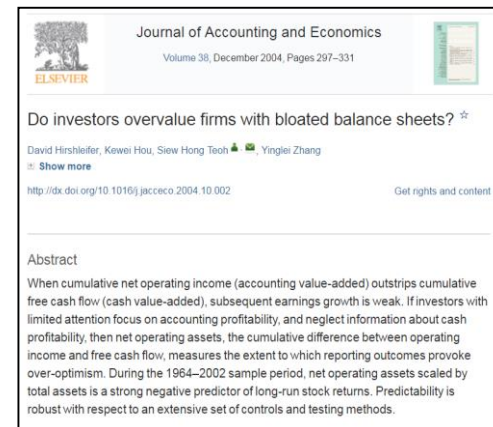 Journal of Accounting and Economics
Volume 38, December 2004, Pages 297–331
ELSEVIER
Do investors overvalue firms with bloated balance sheets? ☆
David Hirshleifer, Kewei Hou, Siew Hong Teoh, Yinglei Zhang
Show more
http://dx.doi.org/10.1016/j.jacceco.2004.10.002
Get rights and content
Abstract
When cumulative net operating income (accounting value-added) outstrips cumulative
free cash flow (cash value-added), subsequent earnings growth is weak. If investors with
limited attention focus on accounting profitability, and neglect information about cash
profitability, then net operating assets, the cumulative difference between operating
income and free cash flow, measures the extent to which reporting outcomes provoke
over-optimism. During the 1964–2002 sample period, net operating assets scaled by
total assets is a strong negative predictor of long-run stock returns. Predictability is
robust with respect to an extensive set of controls and testing methods.